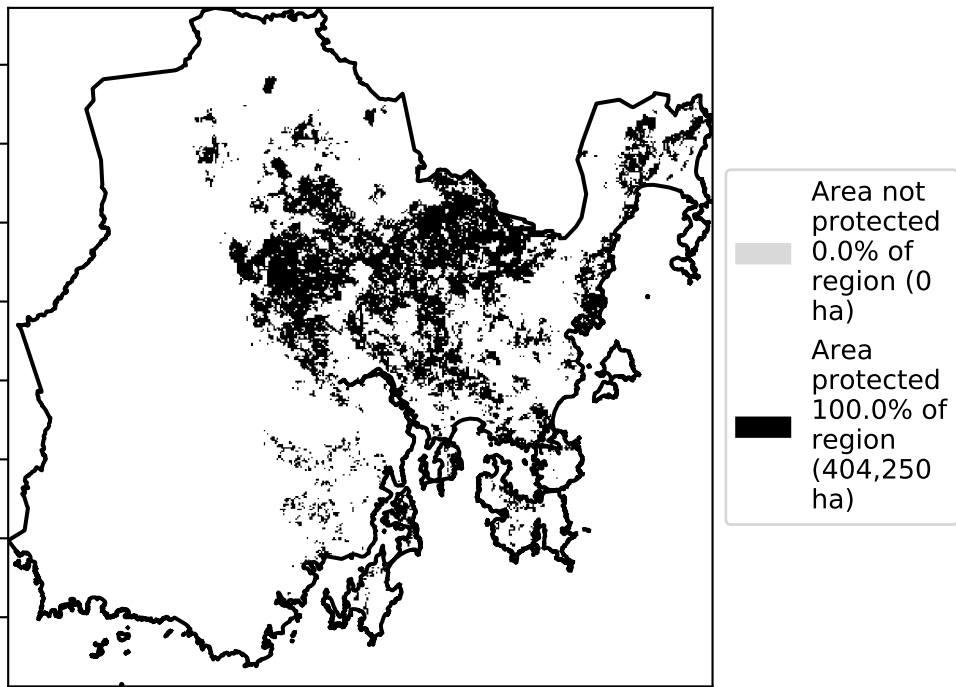 Area not
protected
0.0% of
region (0
ha)
Area
protected
100.0% of
region
(404,250
ha)